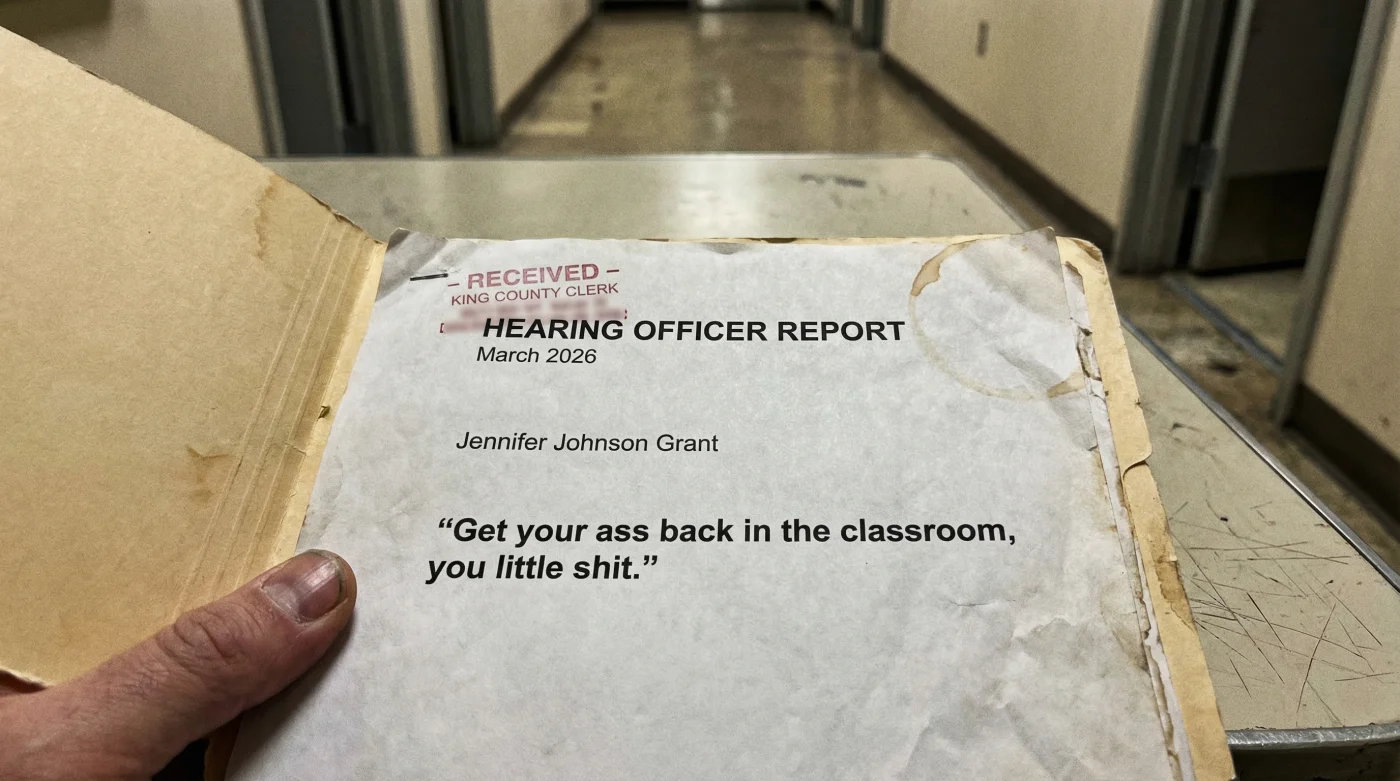 – RECEIVED –
KING COUNTY CLERK
HEARING OFFICER REPORT
March 2026
Jennifer Johnson Grant
“Get your ass back in the classroom,
you little shit.”